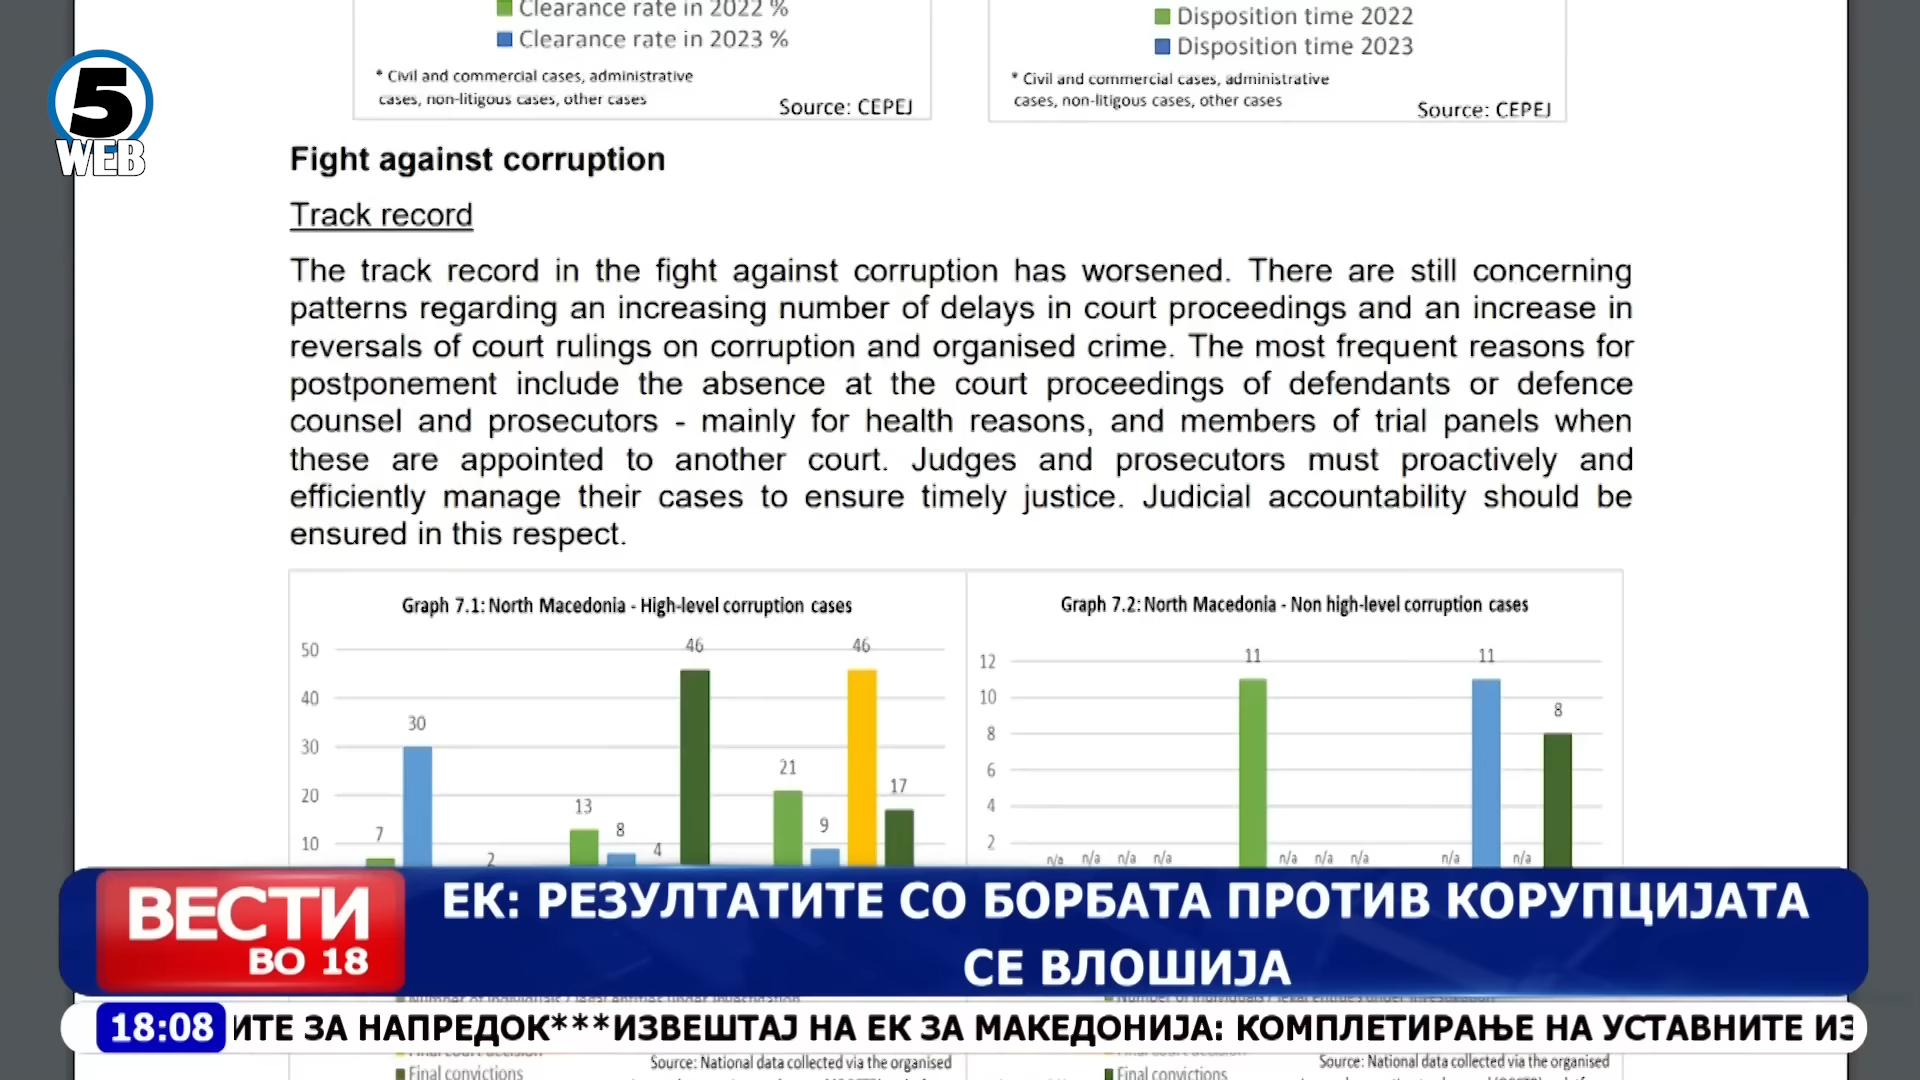 Clearance rate in 2022 %
Clearance rate in 2023 %
* Civil and commercial cases, administrative
cases, non-litigous cases, other cases
Source: CEPEJ
Disposition time 2022
Disposition time 2023
* Civil and commercial cases, administrative
cases, non-litigous cases, other cases
Source: CEPEJ
5
WEB
Fight against corruption
Track record
The track record in the fight against corruption has worsened. There are still concerning
patterns regarding an increasing number of delays in court proceedings and an increase in
reversals of court rulings on corruption and organised crime. The most frequent reasons for
postponement include the absence at the court proceedings of defendants or defence
counsel and prosecutors - mainly for health reasons, and members of trial panels when
these are appointed to another court. Judges and prosecutors must proactively and
efficiently manage their cases to ensure timely justice. Judicial accountability should be
ensured in this respect.
Graph 7.1: North Macedonia - High-level corruption cases
50
40
30
20
10
7
30
2
13
8
4
46
21
9
46
17
Graph 7.2: North Macedonia - Non high-level corruption cases
12
10
8
6
4
2
n/a n/a n/a n/a
11
n/a n/a n/a
n/a
11
n/a
8
ВЕСТИ
ВО 18
ЕК: РЕЗУЛТАТИТЕ СО БОРБАТА ПРОТИВ КОРУПЦИЈАТА
СЕ ВЛОШИЈА
18:08
ИТЕ ЗА НАПРЕДОК***ИЗВЕШТАЈ НА ЕК ЗА МАКЕДОНИЈА: КОМПЛЕТИРАЊЕ НА УСТАВНИТЕ ИЗ
Final convictions
Source: National data collected via the organised
Final convictions
Source: National data collected via the organised